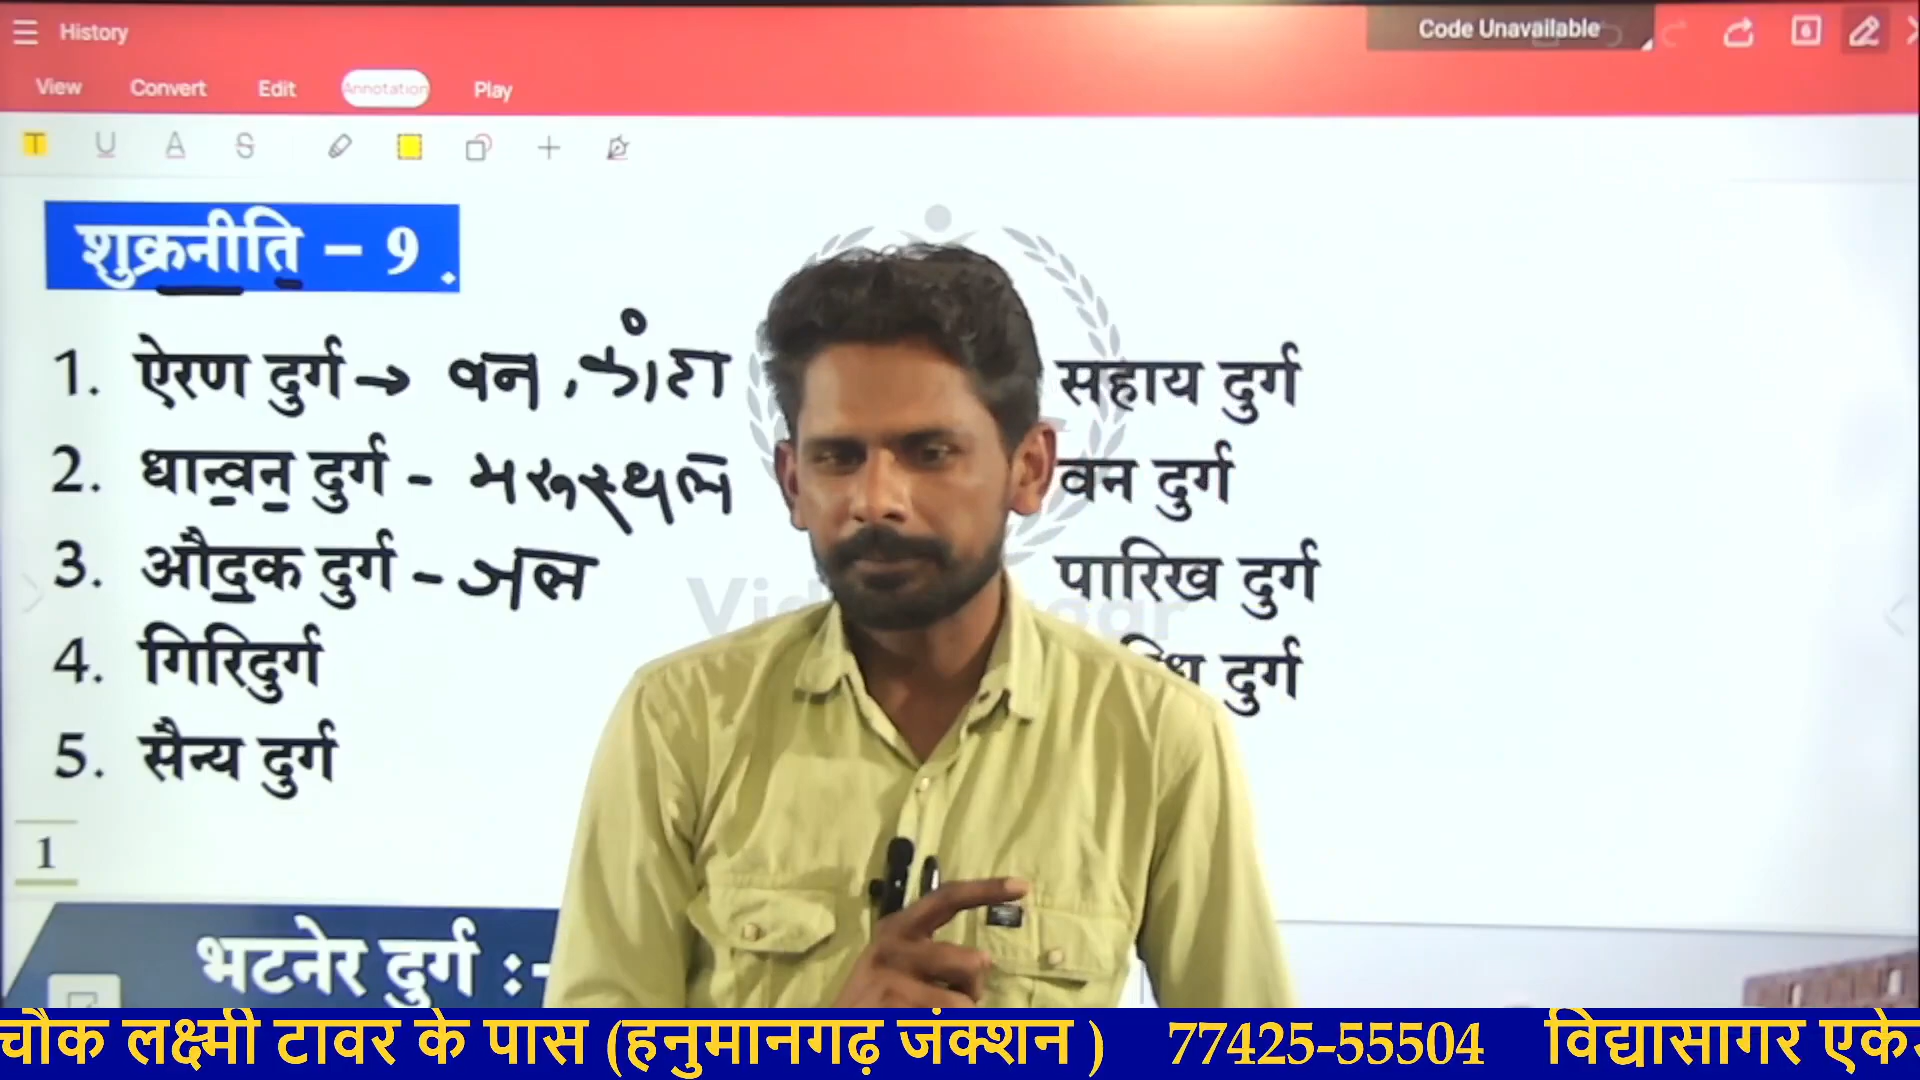 History
Code Unavailable
View Convert Edit Annotation Play
T U A S
शुक्रनीति – 9
1. ऐरण दुर्ग → वन, कांटा
2. धान्वन दुर्ग - मरुस्थल
3. औदुक दुर्ग - जल
4. गिरिदुर्ग
5. सैन्य दुर्ग
सहाय दुर्ग
वन दुर्ग
पारिख दुर्ग
दुर्ग
1
भटनेर दुर्ग :-
चौक लक्ष्मी टावर के पास (हनुमानगढ़ जंक्शन ) 77425-55504 विद्यासागर